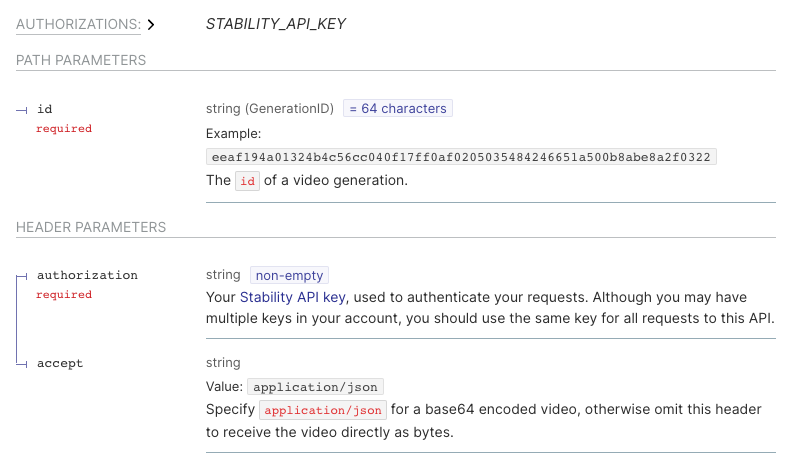 AUTHORIZATIONS: STABILITY_API_KEY
PATH PARAMETERS
id string (GenerationID) = 64 characters
required
Example:
eeaf194a01324b4c56cc040f17ff0af0205035484246651a500b8abe8a2f0322
The id of a video generation.
HEADER PARAMETERS
authorization string non-empty
required
Your Stability API key, used to authenticate your requests. Although you may have
multiple keys in your account, you should use the same key for all requests to this API.
accept string
Value: application/json
Specify application/json for a base64 encoded video, otherwise omit this header
to receive the video directly as bytes.